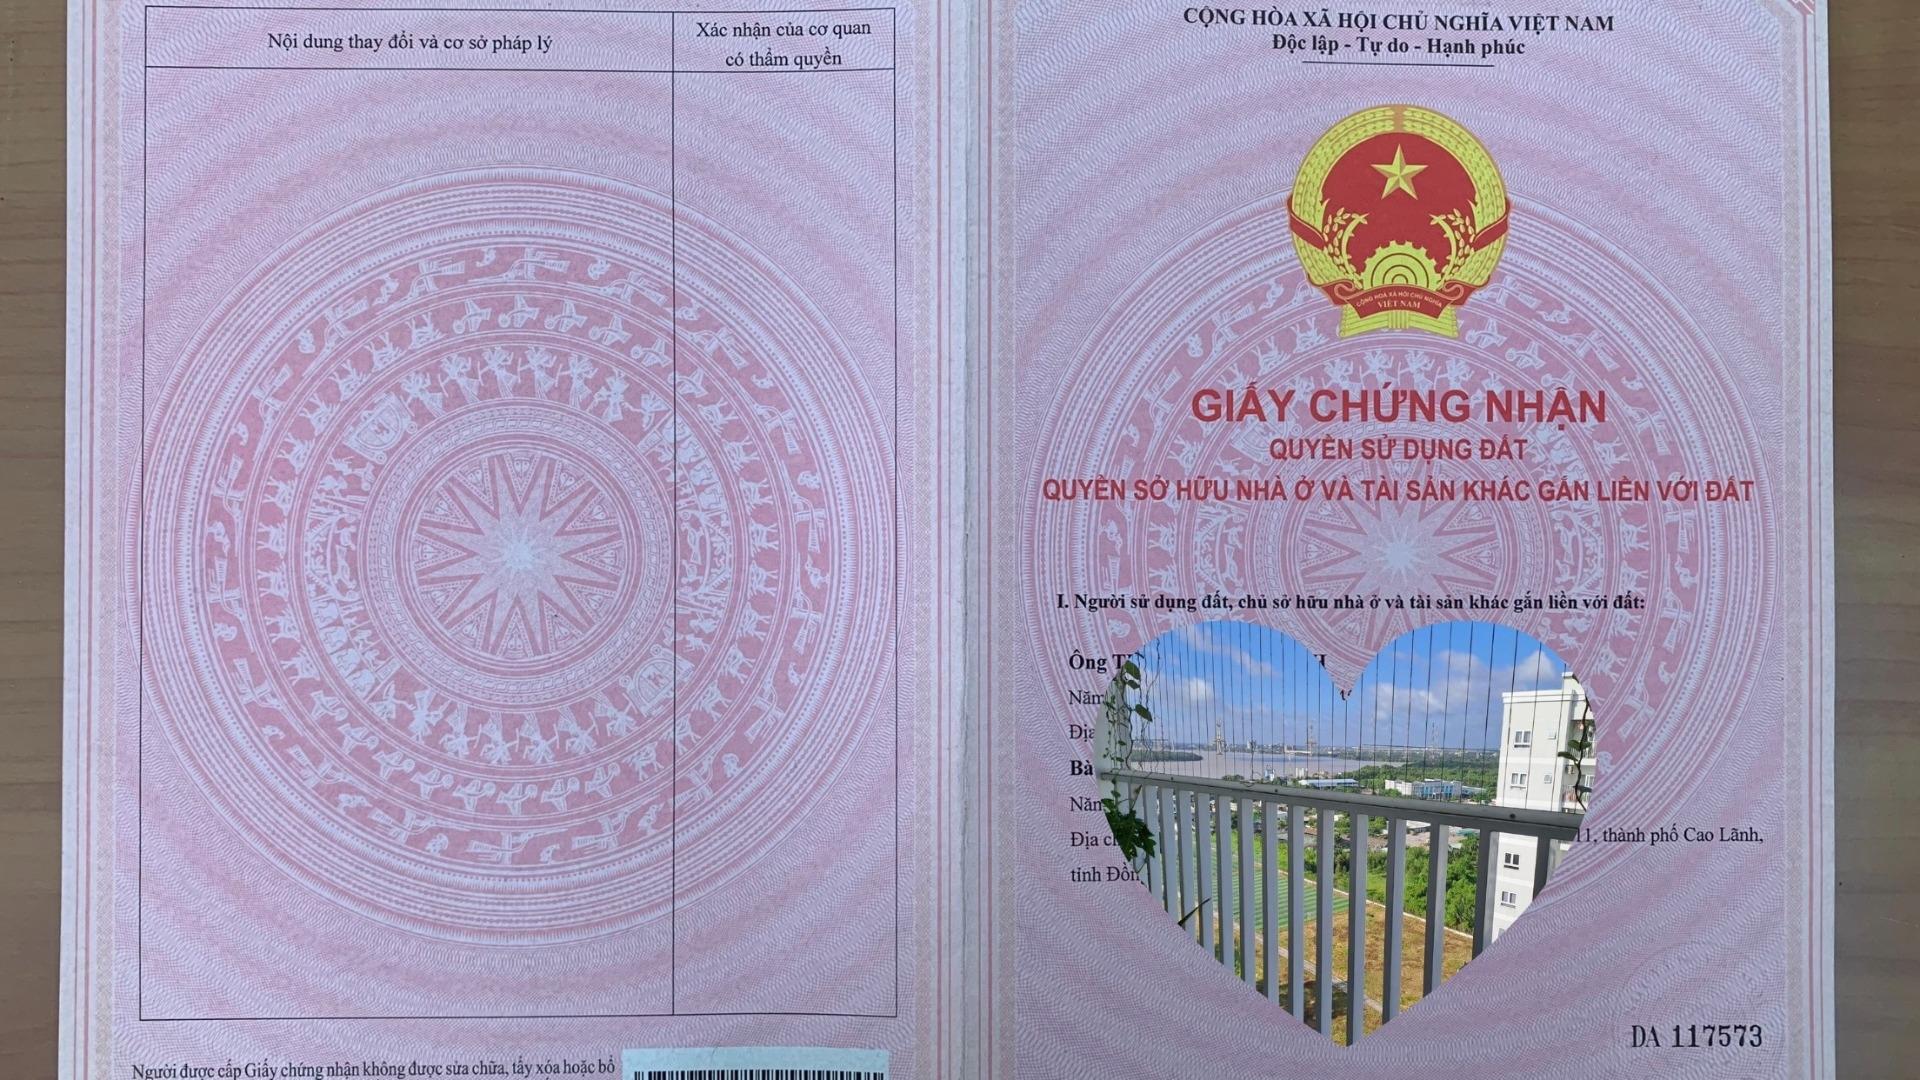 Nội dung thay đổi và cơ sở pháp lý
Xác nhận của cơ quan
có thẩm quyền
Người được cấp Giấy chứng nhận không được sửa chữa, tẩy xóa hoặc bổ
CỘNG HÒA XÃ HỘI CHỦ NGHĨA VIỆT NAM
Độc lập - Tự do - Hạnh phúc
CỘNG HOÀ XÃ HỘI CHỦ NGHĨA
VIỆT NAM
GIẤY CHỨNG NHẬN
QUYỀN SỬ DỤNG ĐẤT
QUYỀN SỞ HỮU NHÀ Ở VÀ TÀI SẢN KHÁC GẮN LIỀN VỚI ĐẤT
I. Người sử dụng đất, chủ sở hữu nhà ở và tài sản khác gắn liền với đất:
Ông
Năm
Địa
Bà
Năm
Địa 11, thành phố Cao Lãnh,
tỉnh
DA 117573